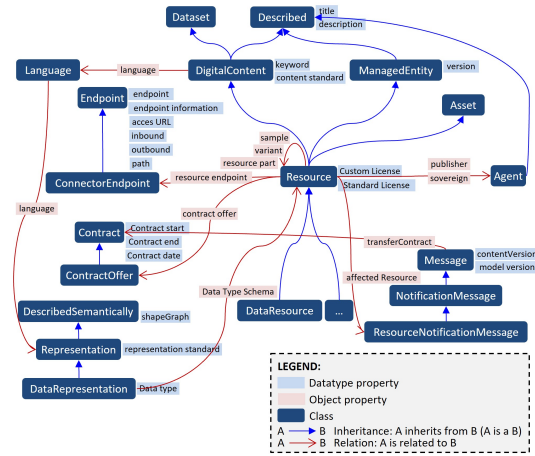 Dataset
Described
title
description
Language
language
DigitalContent
keyword
content standard
ManagedEntity
version
Endpoint
endpoint
endpoint information
acces URL
inbound
outbound
path
Asset
sample
variant
resource part
ConnectorEndpoint
resource endpoint
Resource
Custom License
Standard License
publisher
sovereign
Agent
language
contract offer
Contract
Contract start
Contract end
Contract date
ContractOffer
transferContract
Message
contentVersion
model version
affected Resource
Data Type Schema
NotificationMessage
DescribedSemantically
shapeGraph
DataResource
...
ResourceNotificationMessage
Representation
representation standard
DataRepresentation
Data type
LEGEND:
Datatype property
Object property
Class
A B Inheritance: A inherits from B (A is a B)
A B Relation: A is related to B